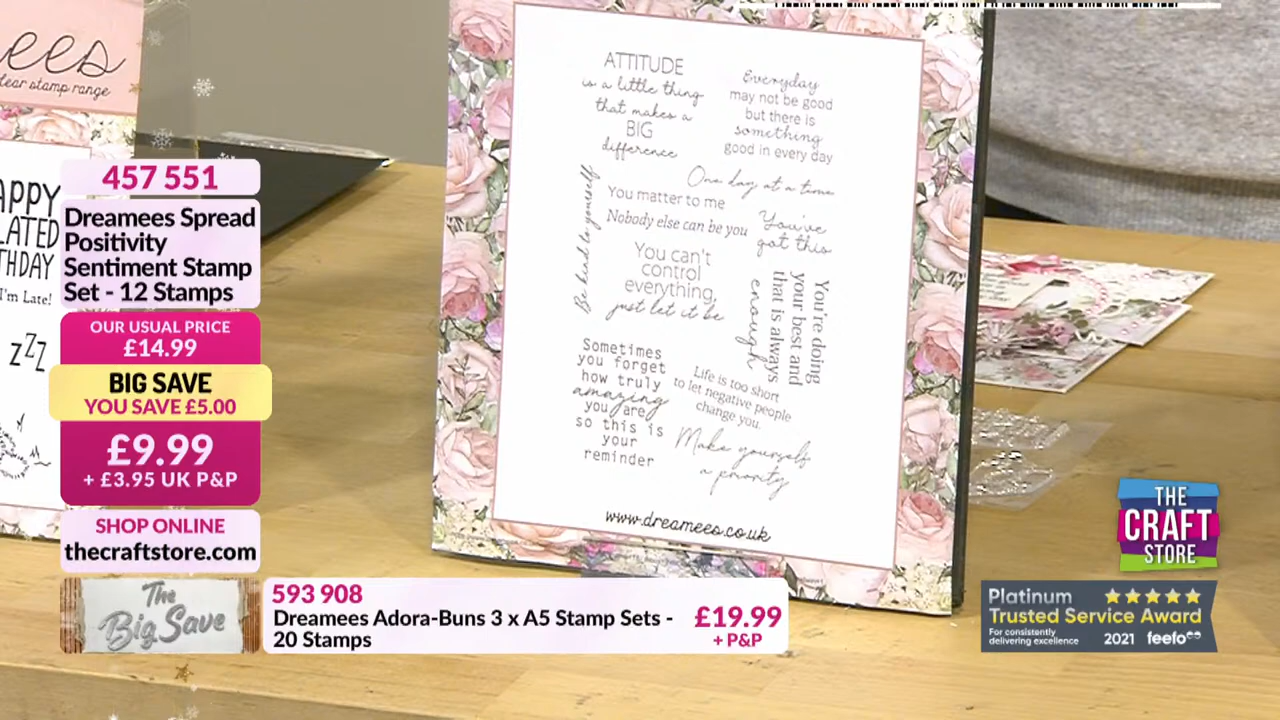 ees
lear stamp range
APPY
LATED
THDAY
I'm Late!
ZZZ
457 551
Dreamees Spread
Positivity
Sentiment Stamp
Set - 12 Stamps
OUR USUAL PRICE
£14.99
BIG SAVE
YOU SAVE £5.00
£9.99
+ £3.95 UK P&P
SHOP ONLINE
thecraftstore.com
The
Big Save
593 908
Dreamees Adora-Buns 3 x A5 Stamp Sets -
20 Stamps
£19.99
+ P&P
ATTITUDE
is a little thing
that makes a
BIG
difference
Everyday
may not be good
but there is
something
good in every day
One day at a time
Be kind to yourself
You matter to me
Nobody else can be you
You've
got this
You can't
control
everything,
just let it be
You're doing
your best and
that is always
enough
Sometimes
you forget
how truly
amazing
you are
so this is
your
reminder
Life is too short
to let negative people
change you.
Make yourself
a priority
www.dreamees.co.uk
THE
CRAFT
STORE
Platinum
Trusted Service Award
For consistently
delivering excellence
2021 feefo